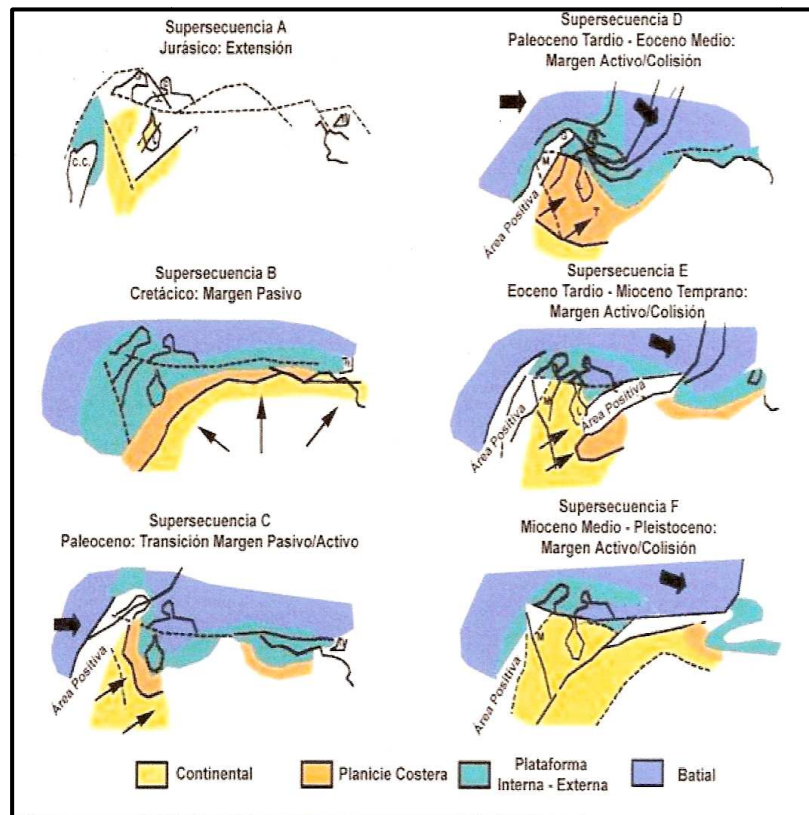 Supersecuencia A
Jurásico: Extensión
C.C.
?
Supersecuencia B
Cretácico: Margen Pasivo
Supersecuencia C
Paleoceno: Transición Margen Pasivo/Activo
Área Positiva
Supersecuencia D
Paleoceno Tardio - Eoceno Medio:
Margen Activo/Colisión
M
Área Positiva
Supersecuencia E
Eoceno Tardio - Mioceno Temprano:
Margen Activo/Colisión
M
L
Área Positiva
Área Positiva
Supersecuencia F
Mioceno Medio - Pleistoceno:
Margen Activo/Colisión
M
Área Positiva
Continental
Planicie Costera
Plataforma
Interna - Externa
Batial